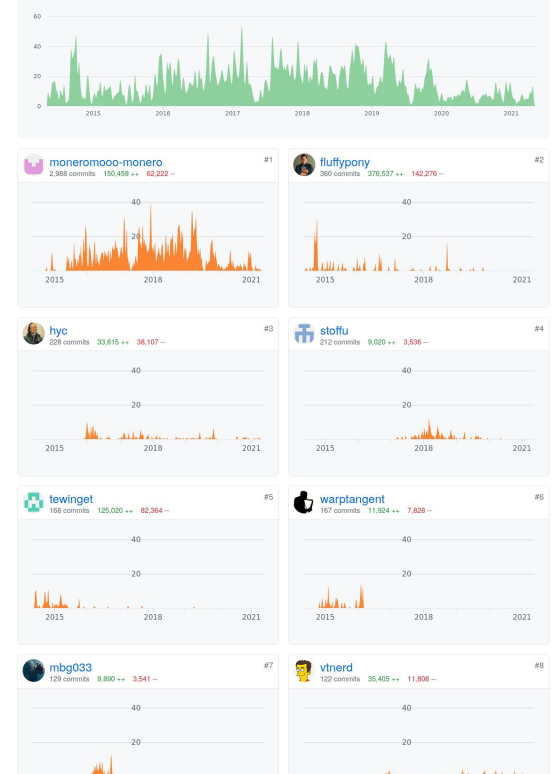 60
40
20
0
2015 2016 2017 2018 2019 2020 2021
moneromooo-monero #1
2,988 commits 150,459 ++ 62,222 --
40
20
2015 2018 2021
fluffypony #2
360 commits 376,537 ++ 142,276 --
40
20
2015 2018 2021
hyc #3
228 commits 33,615 ++ 38,107 --
40
20
2015 2018 2021
stoffu #4
212 commits 9,020 ++ 3,536 --
40
20
2015 2018 2021
tewinget #5
168 commits 125,020 ++ 82,364 --
40
20
2015 2018 2021
warptangent #6
167 commits 11,924 ++ 7,828 --
40
20
2015 2018 2021
mbg033 #7
129 commits 9,890 ++ 3,541 --
40
20
vtnerd #8
122 commits 35,405 ++ 11,808 --
40
20